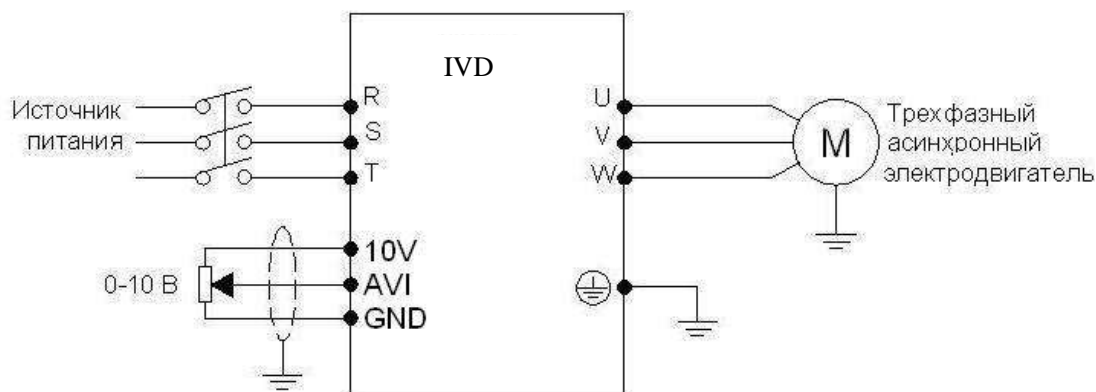 IVD
Источник
питания
R
S
T
U
V
W
M
Трехфазный
асинхронный
электродвигатель
0-10 В
10V
AVI
GND